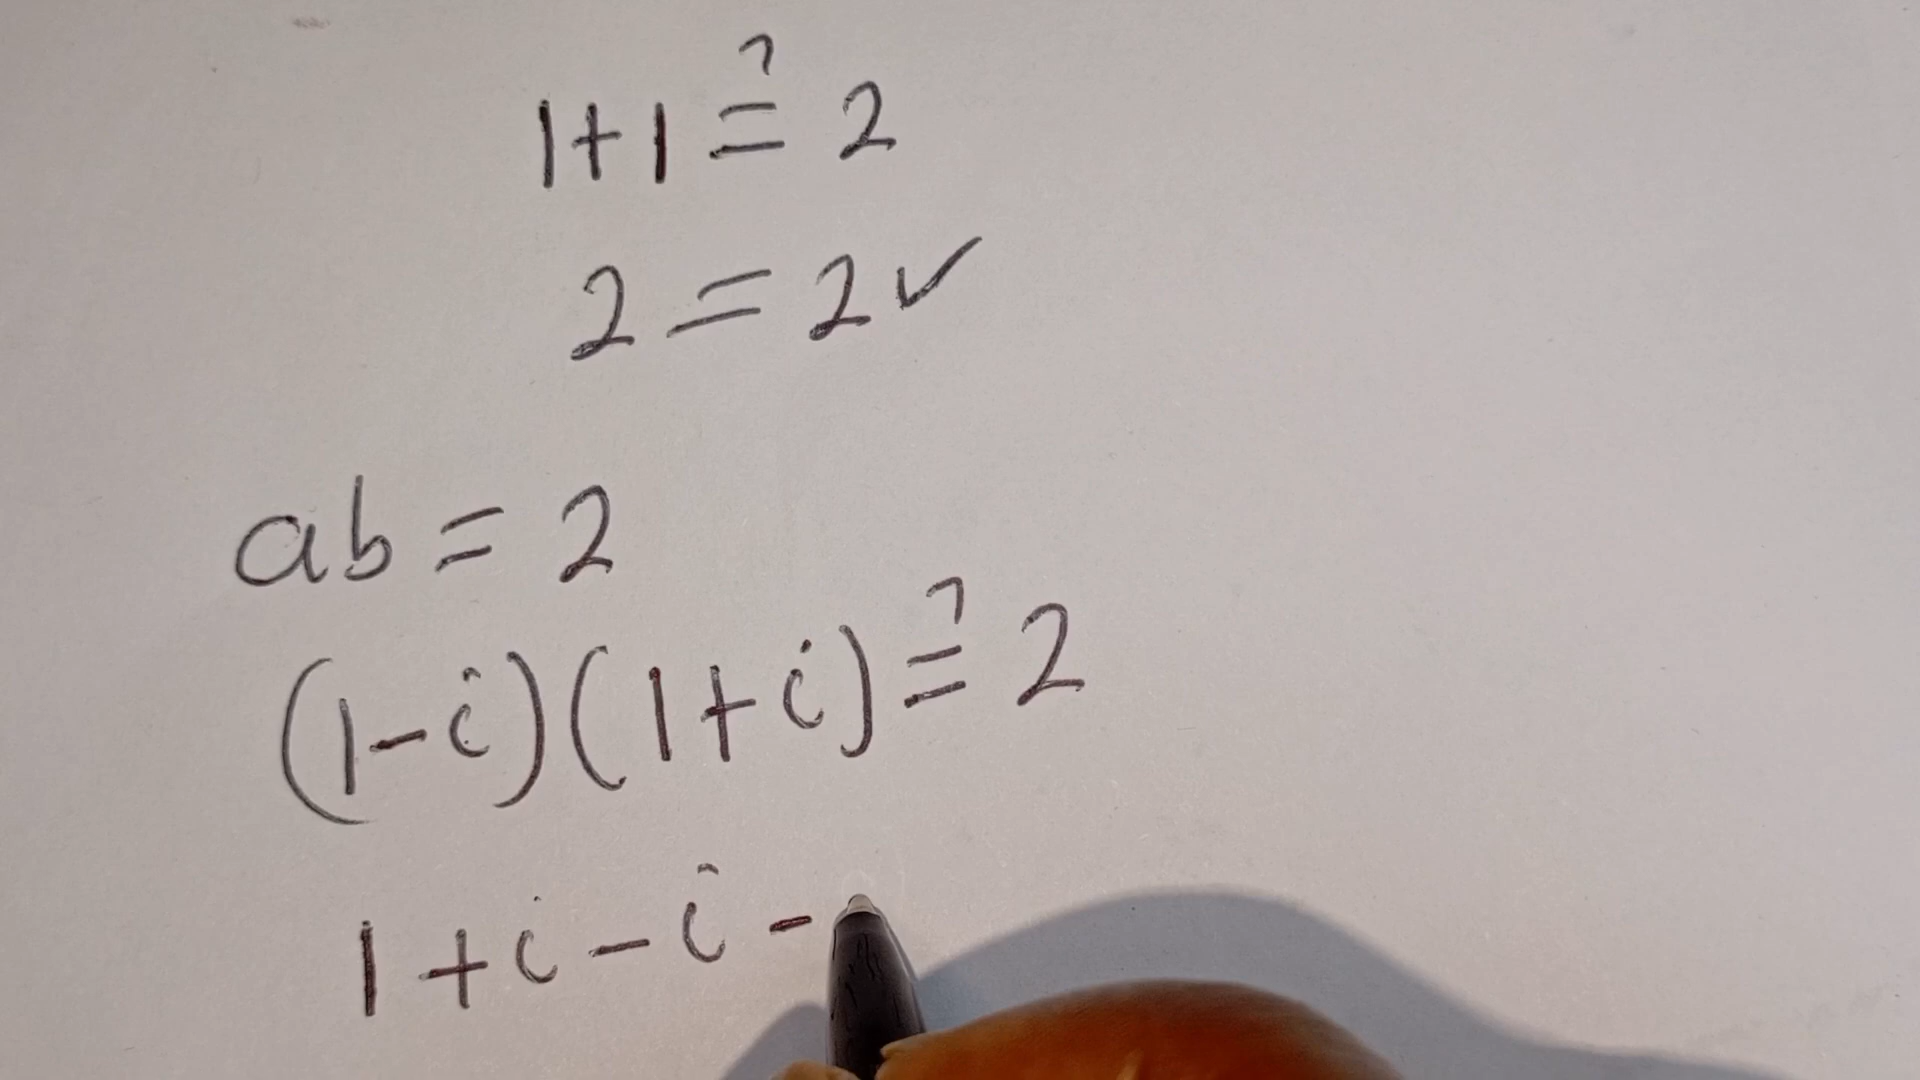 1+1 ≟ 2
2 = 2 ✓
ab = 2
(1-i)(1+i) ≟ 2
1 + i - i -